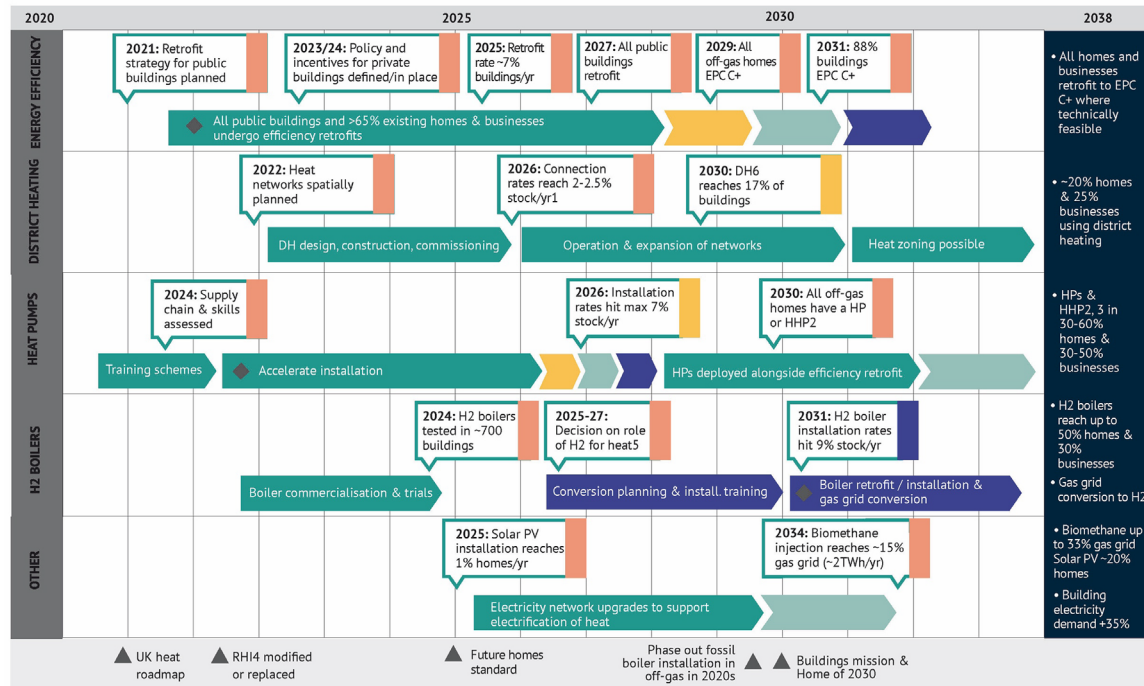 2020
2025
2030
2038
ENERGY EFFICIENCY
2021: Retrofit
strategy for public
buildings planned
2023/24: Policy and
incentives for private
buildings defined/in place
2025: Retrofit
rate ~7%
buildings/yr
2027: All public
buildings
retrofit
2029: All
off-gas homes
EPC C+
2031: 88%
buildings
EPC C+
All public buildings and >65% existing homes & businesses
undergo efficiency retrofits
• All homes and
businesses
retrofit to EPC
C+ where
technically
feasible
DISTRICT HEATING
2022: Heat
networks spatially
planned
2026: Connection
rates reach 2-2.5%
stock/yr1
2030: DH6
reaches 17% of
buildings
DH design, construction, commissioning
Operation & expansion of networks
Heat zoning possible
• ~20% homes
& 25%
businesses
using district
heating
HEAT PUMPS
2024: Supply
chain & skills
assessed
2026: Installation
rates hit max 7%
stock/yr
2030: All off-gas
homes have a HP
or HHP2
Training schemes
Accelerate installation
HPs deployed alongside efficiency retrofit
• HPs &
HHP2, 3 in
30-60%
homes &
30-50%
businesses
H2 BOILERS
2024: H2 boilers
tested in ~700
buildings
2025-27:
Decision on role
of H2 for heat5
2031: H2 boiler
installation rates
hit 9% stock/yr
Boiler commercialisation & trials
Conversion planning & install. training
Boiler retrofit / installation &
gas grid conversion
• H2 boilers
reach up to
50% homes &
30%
businesses
• Gas grid
conversion to H2
OTHER
2025: Solar PV
installation reaches
1% homes/yr
2034: Biomethane
injection reaches ~15%
gas grid (~2TWh/yr)
Electricity network upgrades to support
electrification of heat
• Biomethane up
to 33% gas grid
Solar PV ~20%
homes
• Building
electricity
demand +35%
UK heat
roadmap
RHI4 modified
or replaced
Future homes
standard
Phase out fossil
boiler installation in
off-gas in 2020s
Buildings mission &
Home of 2030